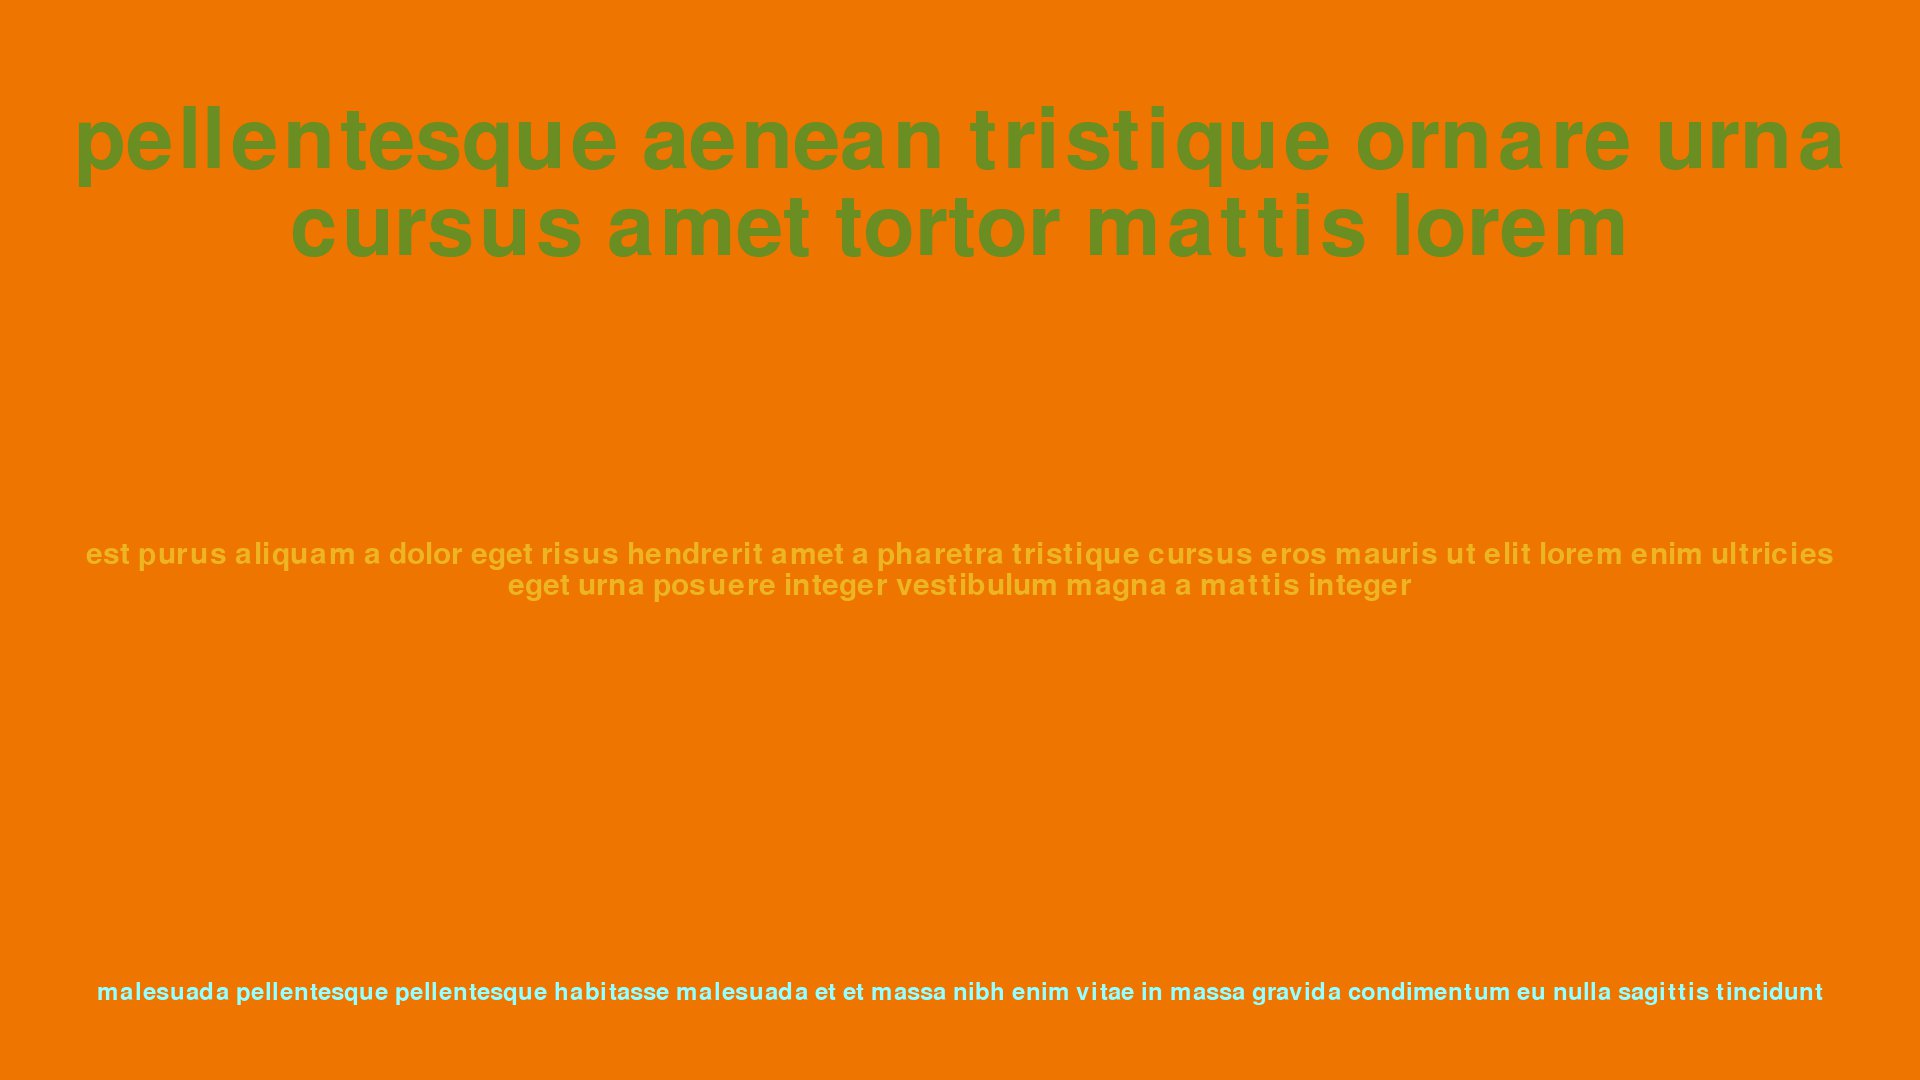 pellentesque aenean tristique ornare urna
cursus amet tortor mattis lorem
est purus aliquam a dolor eget risus hendrerit amet a pharetra tristique cursus eros mauris ut elit lorem enim ultricies
eget urna posuere integer vestibulum magna a mattis integer
malesuada pellentesque pellentesque habitasse malesuada et et massa nibh enim vitae in massa gravida condimentum eu nulla sagittis tincidunt